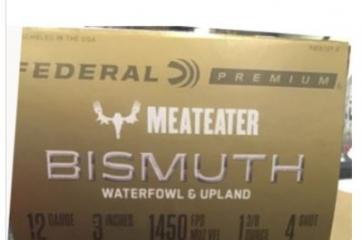 ASSEMBLED IN THE USA
FEDERAL PREMIUM
MEATEATER
BISMUTH
WATERFOWL & UPLAND
12 GAUGE 3 INCHES 1450 FPS 1 3/8 OUNCE 4 SHOT